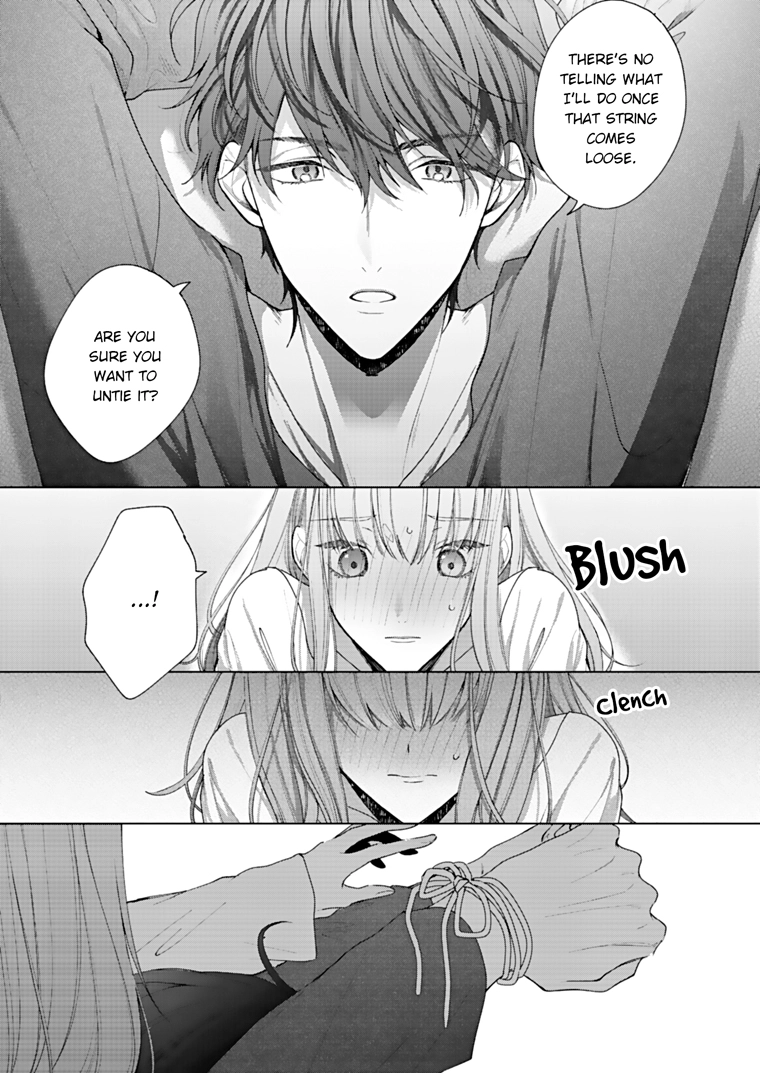 THERE'S NO
TELLING WHAT
I'LL DO ONCE
THAT STRING
COMES
LOOSE.
ARE YOU
SURE YOU
WANT TO
UNTIE IT?
...!
Blush
Clench